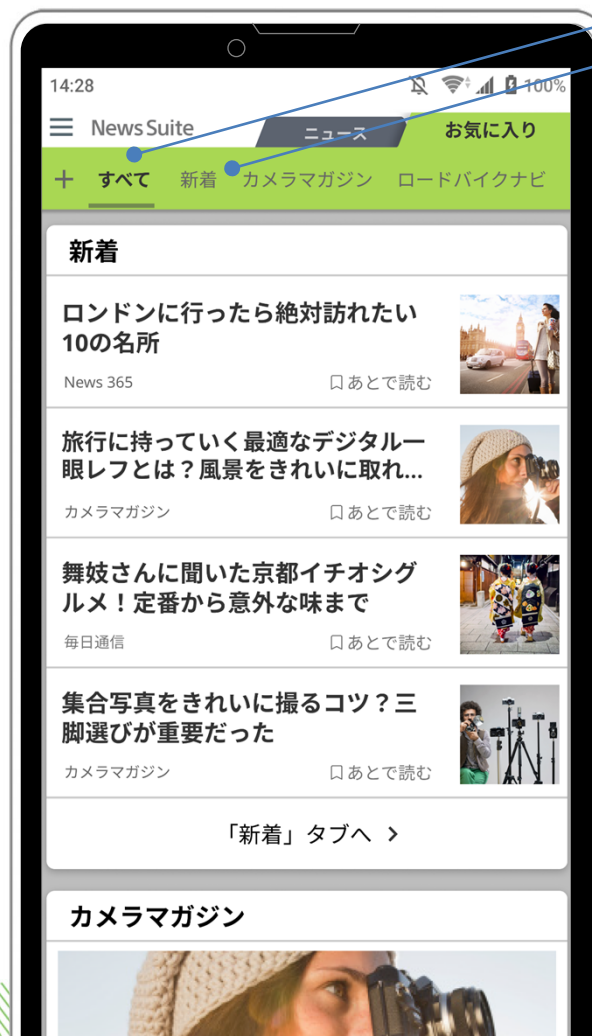 14:28 100%
News Suite ニュース お気に入り
+ すべて 新着 カメラマガジン ロードバイクナビ
新着
ロンドンに行ったら絶対訪れたい
10の名所
News 365 あとで読む
旅行に持っていく最適なデジタル一
眼レフとは？風景をきれいに取れ...
カメラマガジン あとで読む
舞妓さんに聞いた京都イチオシグ
ルメ！定番から意外な味まで
毎日通信 あとで読む
集合写真をきれいに撮るコツ？三
脚選びが重要だった
カメラマガジン あとで読む
「新着」タブへ >
カメラマガジン